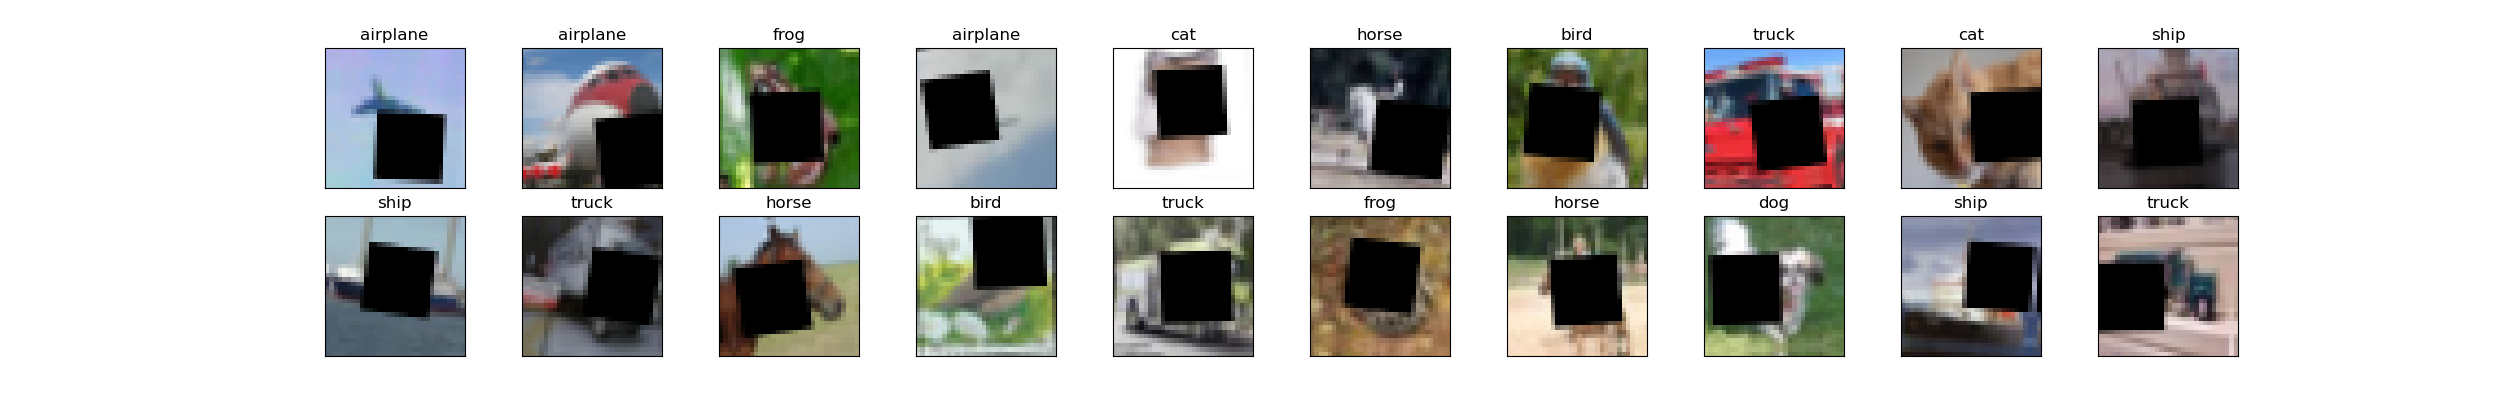 airplane airplane frog airplane cat horse bird truck cat ship
ship truck horse bird truck frog horse dog ship truck